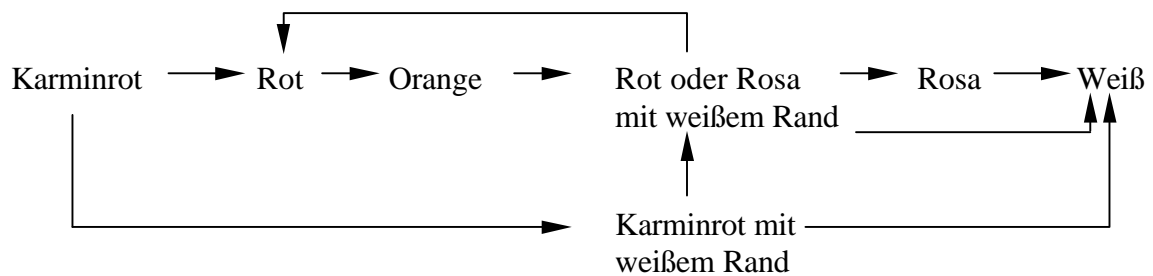 Karminrot Rot Orange Rot oder Rosa Rosa Weiß
mit weißem Rand
Karminrot mit
weißem Rand